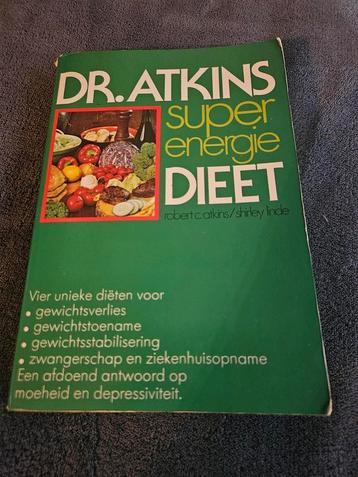 DR. ATKINS
super
energie
DIEET
robert c. atkins/shirley linde
Vier unieke diëten voor
• gewichtsverlies
• gewichtstoename
• gewichtsstabilisering
• zwangerschap en ziekenhuisopname
Een afdoend antwoord op
moeheid en depressiviteit.